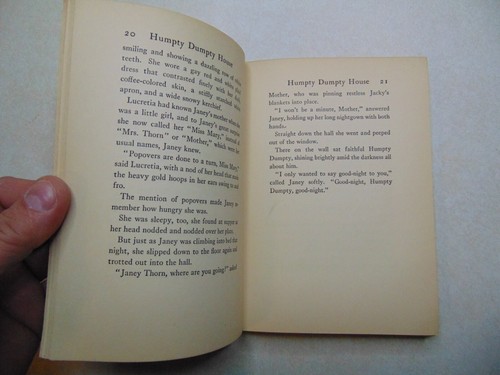 20 Humpty Dumpty House
smiling and showing a dazzling row of white
teeth. She wore a gay red and white
dress that contrasted finely with her dark
coffee-colored skin, a stiffly starched white
apron, and a wide snowy kerchief.
Lucretia had known Janey's mother when she
was a little girl, and to Janey's great
she now called her "Miss Mary," instead of
"Mrs. Thorn" or "Mother," which were her
usual names, Janey knew.
"Popovers are done to a turn, Miss Mary,"
said Lucretia, with a nod of her head that made
the heavy gold hoops in her ears swing to and
fro.
The mention of popovers made Janey re-
member how hungry she was.
She was sleepy, too, she found at supper as
her head nodded and nodded over her plate.
But just as Janey was climbing into bed that
night, she slipped down to the floor again and
trotted out into the hall.
"Janey Thorn, where are you going?" asked
Humpty Dumpty House 21
Mother, who was pinning restless Jacky's
blankets into place.
"I won't be a minute, Mother," answered
Janey, holding up her long nightgown with both
hands.
Straight down the hall she went and peeped
out of the window.
There on the wall sat faithful Humpty
Dumpty, shining brightly amid the darkness all
about him.
"I only wanted to say good-night to you,"
called Janey softly. "Good-night, Humpty
Dumpty, good-night."